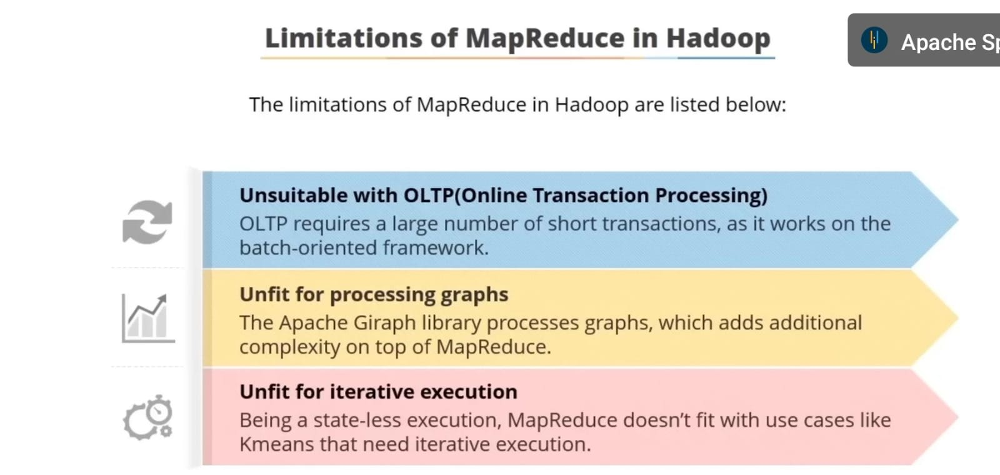 Limitations of MapReduce in Hadoop
Apache
The limitations of MapReduce in Hadoop are listed below:
Unsuitable with OLTP(Online Transaction Processing)
OLTP requires a large number of short transactions, as it works on the
batch-oriented framework.
Unfit for processing graphs
The Apache Giraph library processes graphs, which adds additional
complexity on top of MapReduce.
Unfit for iterative execution
Being a state-less execution, MapReduce doesn’t fit with use cases like
Kmeans that need iterative execution.